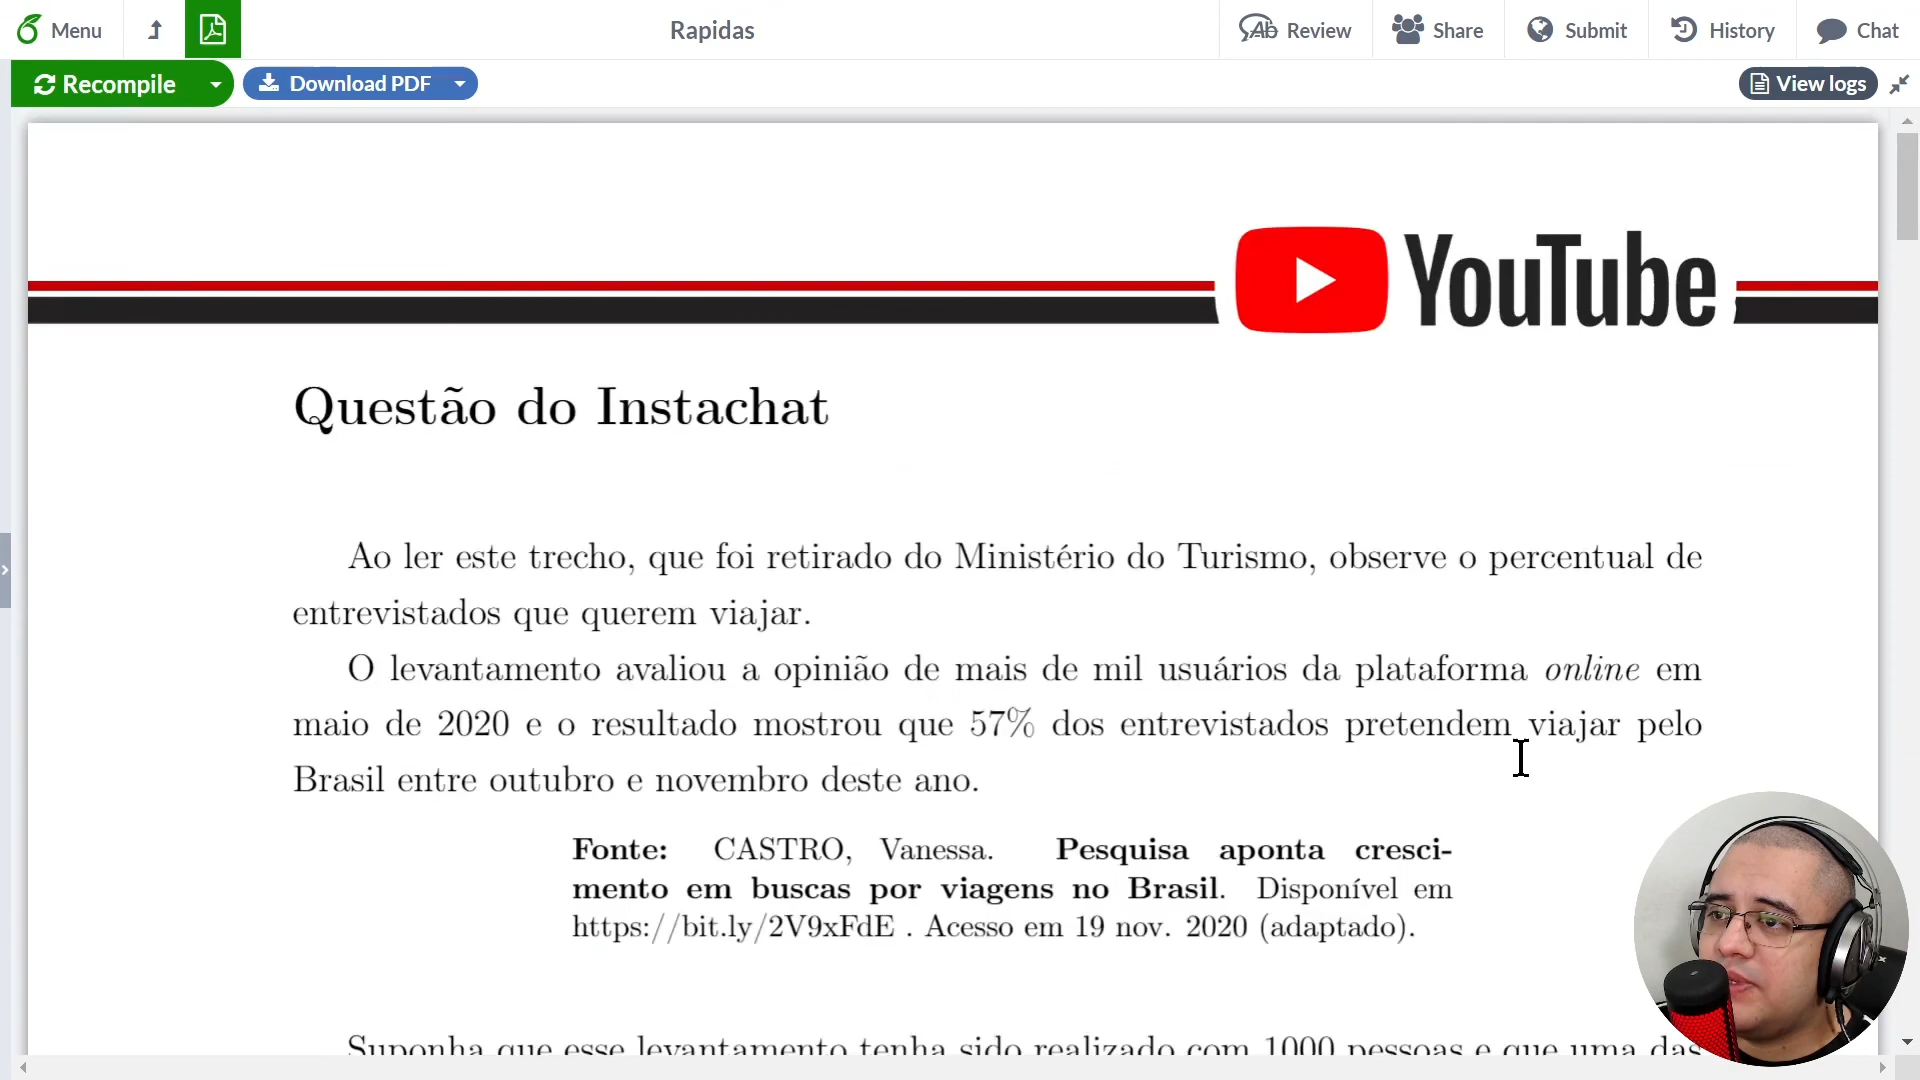 Menu
Rapidas
Review
Share
Submit
History
Chat
Recompile
Download PDF
View logs
YouTube
Questão do Instachat
Ao ler este trecho, que foi retirado do Ministério do Turismo, observe o percentual de
entrevistados que querem viajar.
O levantamento avaliou a opinião de mais de mil usuários da plataforma online em
maio de 2020 e o resultado mostrou que 57% dos entrevistados pretendem viajar pelo
Brasil entre outubro e novembro deste ano.
Fonte: CASTRO, Vanessa. Pesquisa aponta cresci-
mento em buscas por viagens no Brasil. Disponível em
https://bit.ly/2V9xFdE . Acesso em 19 nov. 2020 (adaptado).
Suponha que esse levantamento tenha sido realizado com 1000 pessoas e que uma das